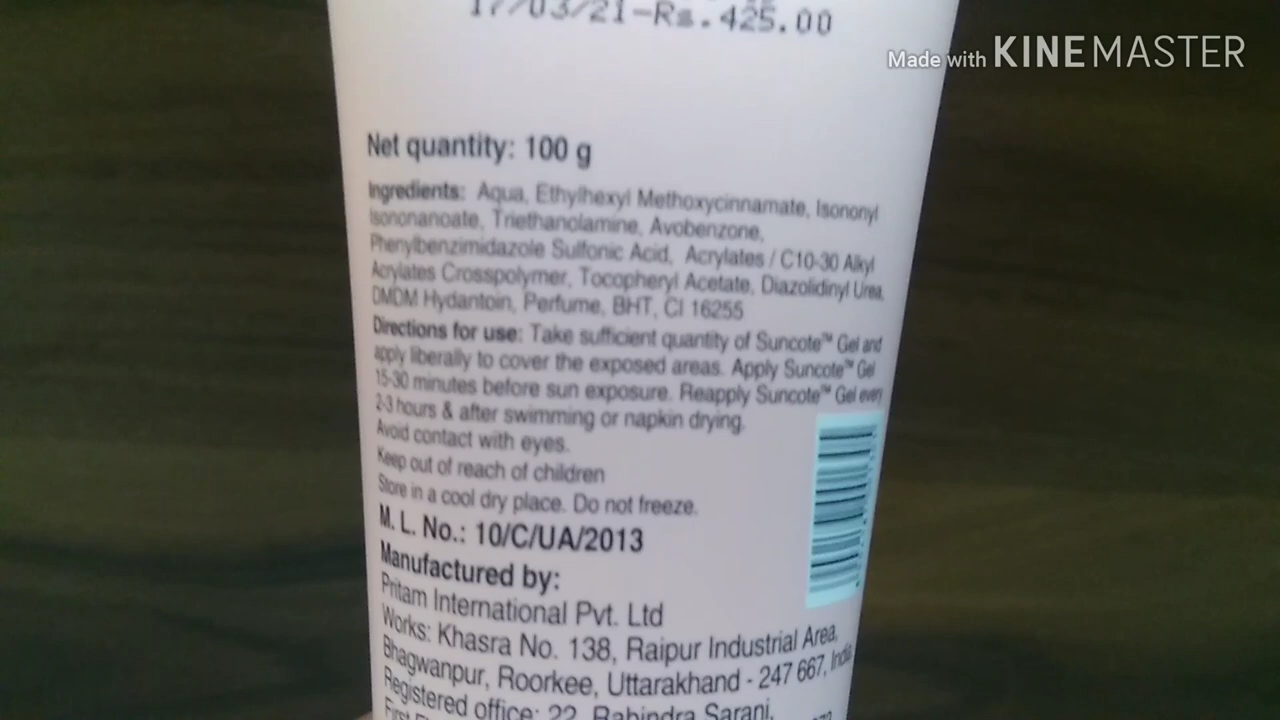 17/03/21-Rs.425.00
Made with KINEMASTER
Net quantity: 100 g
Ingredients: Aqua, Ethylhexyl Methoxycinnamate, Isononyl
Isononanoate, Triethanolamine, Avobenzone,
Phenylbenzimidazole Sulfonic Acid, Acrylates / C10-30 Alkyl
Acrylates Crosspolymer, Tocopheryl Acetate, Diazolidinyl Urea,
DMDM Hydantoin, Perfume, BHT, CI 16255
Directions for use: Take sufficient quantity of Suncote™ Gel and
apply liberally to cover the exposed areas. Apply Suncote™ Gel
15-30 minutes before sun exposure. Reapply Suncote™ Gel every
2-3 hours & after swimming or napkin drying.
Avoid contact with eyes.
Keep out of reach of children
Store in a cool dry place. Do not freeze.
M. L. No.: 10/C/UA/2013
Manufactured by:
Pritam International Pvt. Ltd
Works: Khasra No. 138, Raipur Industrial Area,
Bhagwanpur, Roorkee, Uttarakhand - 247 667, India
Registered office: 22, Rabindra Sarani,
First